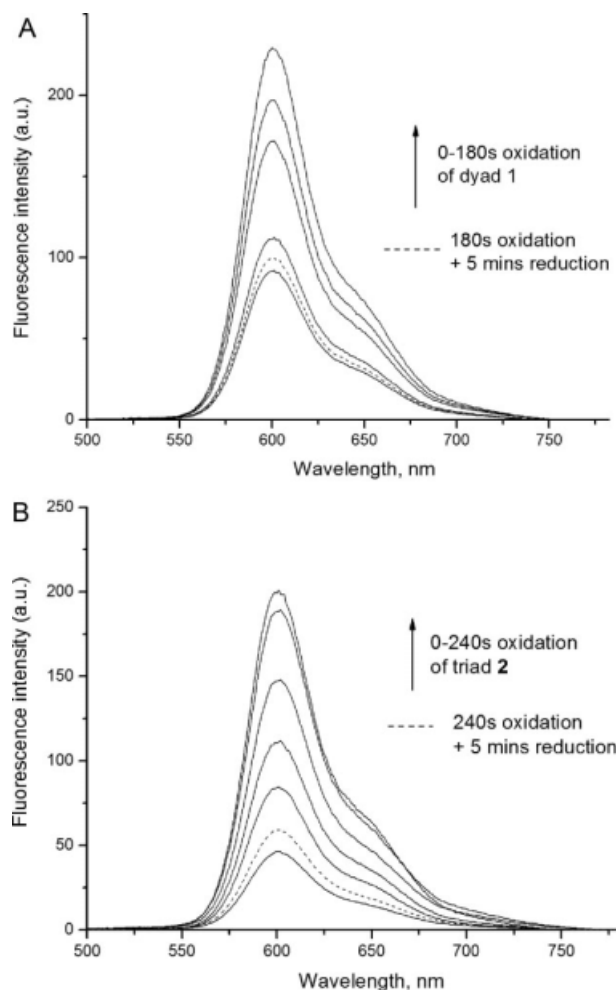 A
Fluorescence intensity (a.u.)
200
100
0
0-180s oxidation
of dyad 1
180s oxidation
+ 5 mins reduction
500 550 600 650 700 750
Wavelength, nm
B
Fluorescence intensity (a.u.)
250
200
150
100
50
0
0-240s oxidation
of triad 2
240s oxidation
+ 5 mins reduction
500 550 600 650 700 750
Wavelength, nm